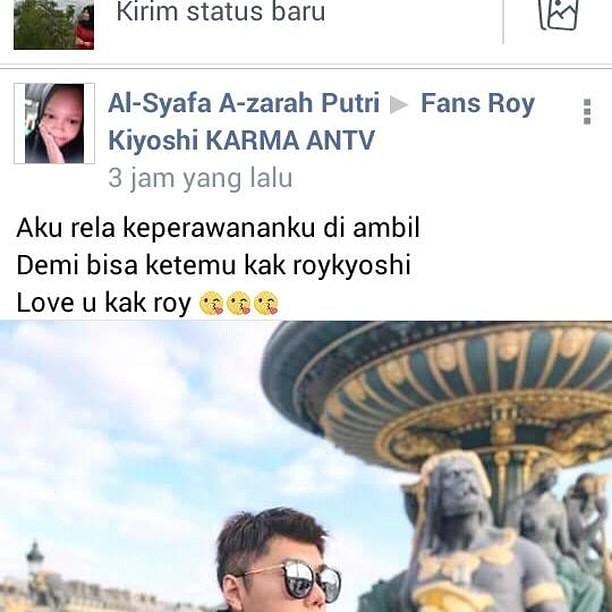 Kirim status baru
Al-Syafa A-zarah Putri ▶ Fans Roy
Kiyoshi KARMA ANTV
3 jam yang lalu
Aku rela keperawananku di ambil
Demi bisa ketemu kak roykyoshi
Love u kak roy 😘😘😘